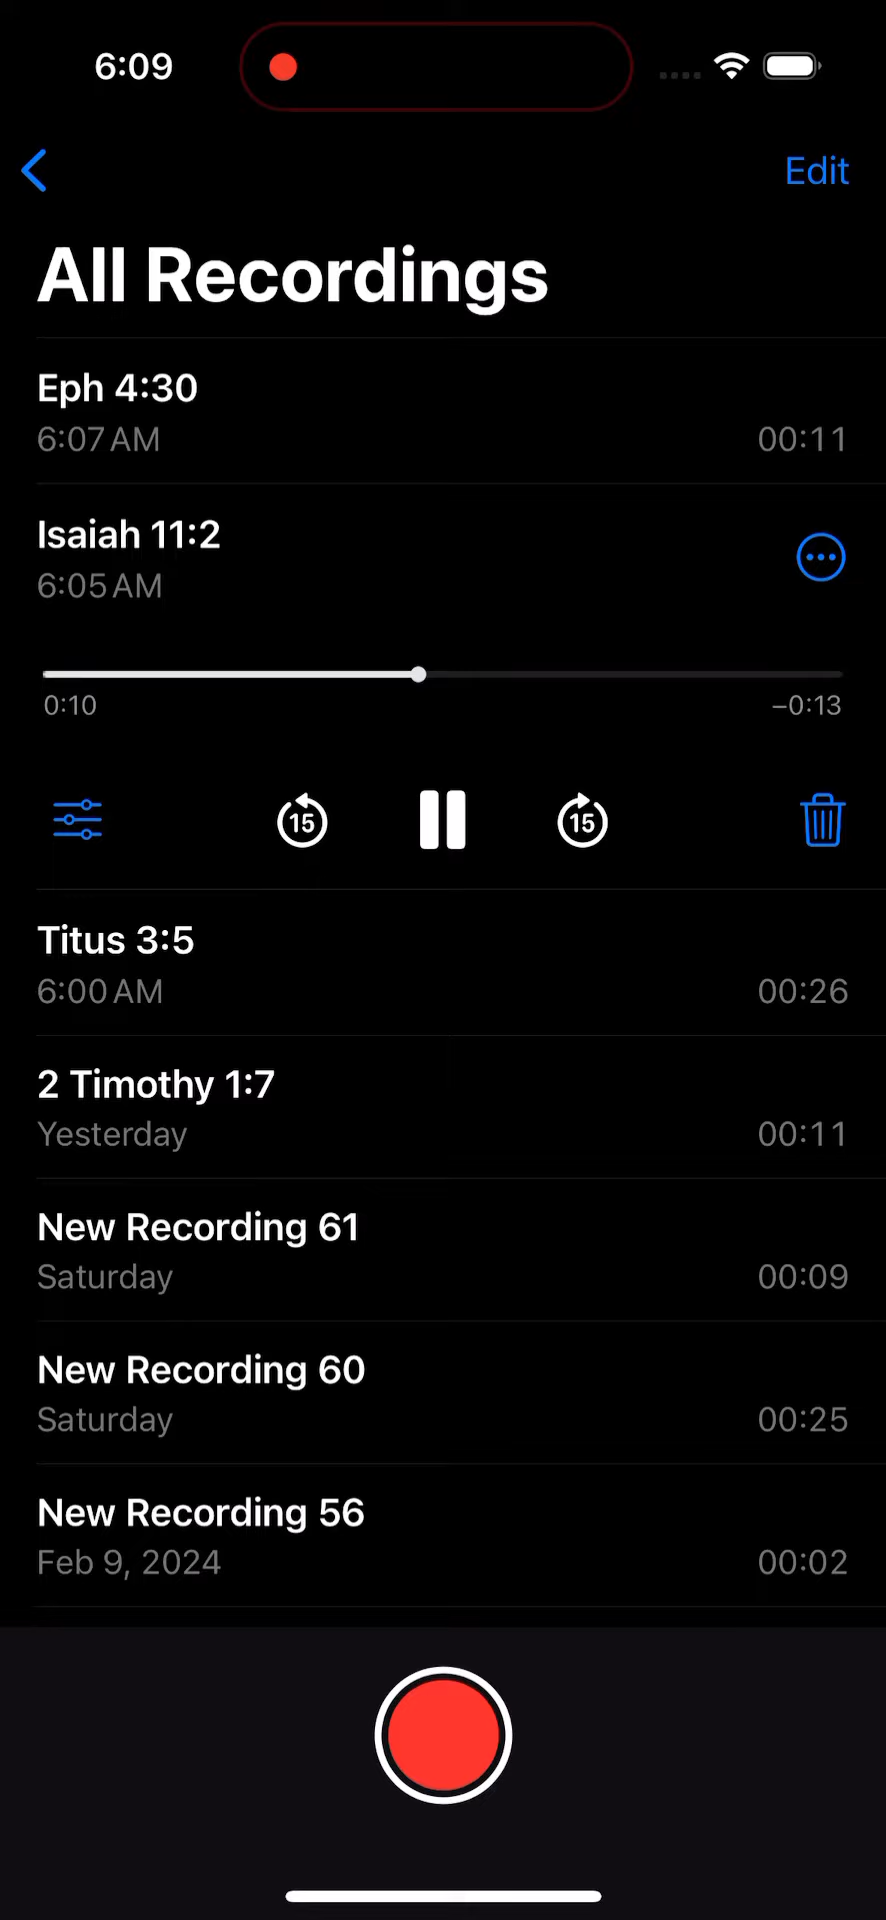 6:09
Edit
All Recordings
Eph 4:30
6:07 AM 00:11
Isaiah 11:2
6:05 AM
0:10 −0:13
15 15
Titus 3:5
6:00 AM 00:26
2 Timothy 1:7
Yesterday 00:11
New Recording 61
Saturday 00:09
New Recording 60
Saturday 00:25
New Recording 56
Feb 9, 2024 00:02